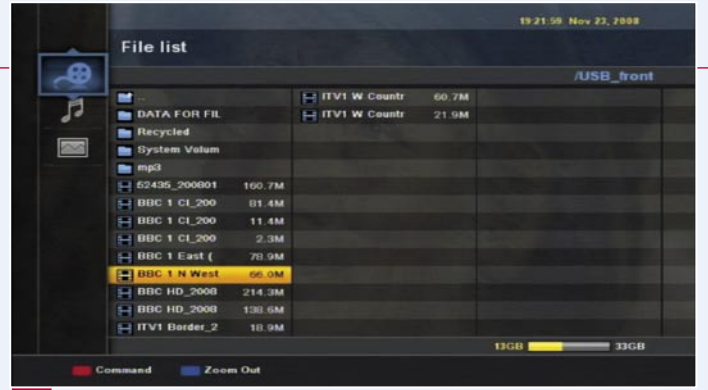 19:21:59 Nov 23, 2008
File list
/USB_front
..
DATA FOR FIL
Recycled
System Volum
mp3
52435_200801 160.7M
BBC 1 CI_200 81.4M
BBC 1 CI_200 11.4M
BBC 1 CI_200 2.3M
BBC 1 East ( 78.9M
BBC 1 N West 66.0M
BBC HD_2008 214.3M
BBC HD_2008 138.6M
ITV1 Border_2 18.9M
ITV1 W Countr 60.7M
ITV1 W Countr 21.9M
13GB 33GB
Command Zoom Out